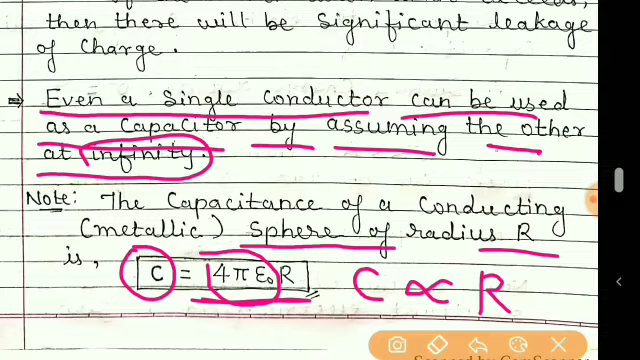 then there will be significant leakage
of charge.
⇒ Even a single conductor can be used
as a capacitor by assuming the other
at infinity.
Note: The Capacitance of a Conducting
(metallic) Sphere of radius R
is, C = 4πε₀R C ∝ R